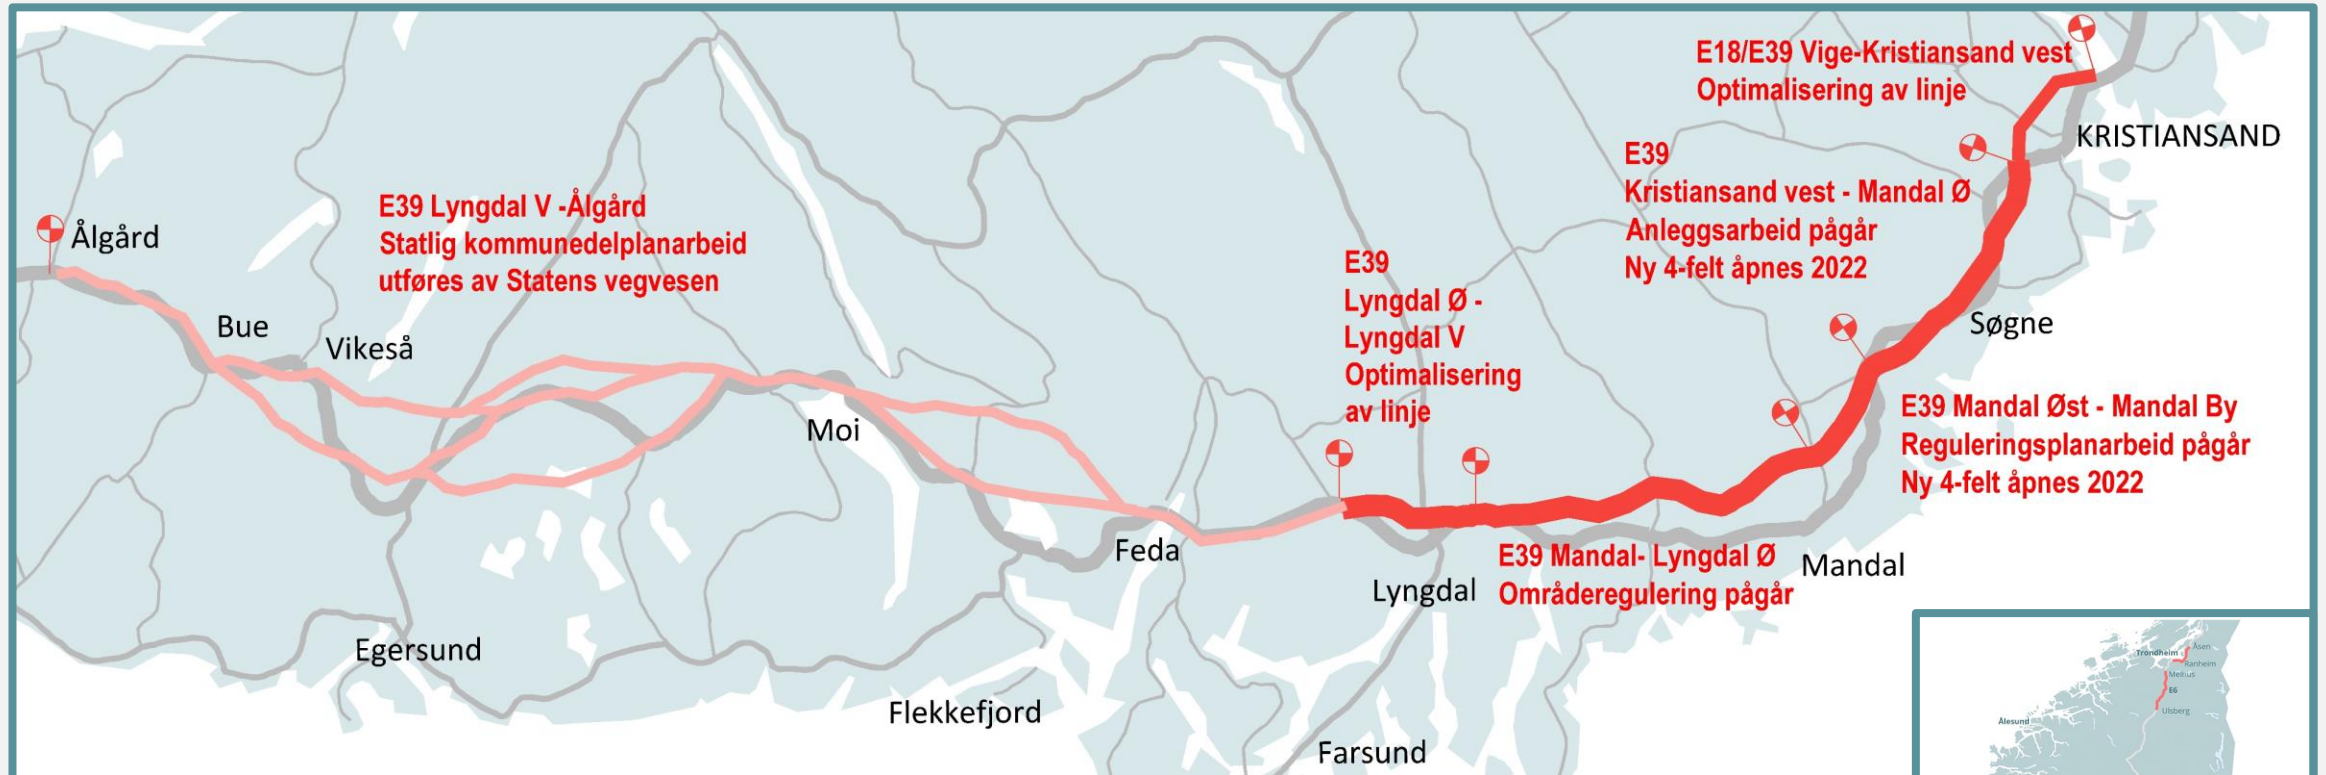 E18/E39 Vige-Kristiansand vest
Optimalisering av linje
KRISTIANSAND
E39
Kristiansand vest - Mandal Ø
Anleggsarbeid pågår
Ny 4-felt åpnes 2022
E39 Lyngdal V -Ålgård
Statlig kommunedelplanarbeid
utføres av Statens vegvesen
Ålgård
E39
Lyngdal Ø -
Lyngdal V
Optimalisering
av linje
Bue
Vikeså
Søgne
Moi
E39 Mandal Øst - Mandal By
Reguleringsplanarbeid pågår
Ny 4-felt åpnes 2022
Feda
E39 Mandal- Lyngdal Ø
Områderegulering pågår
Mandal
Lyngdal
Egersund
Flekkefjord
Farsund
Åsen
Trondheim
Ranheim
Melhus
E6
Ulsberg
Ålesund